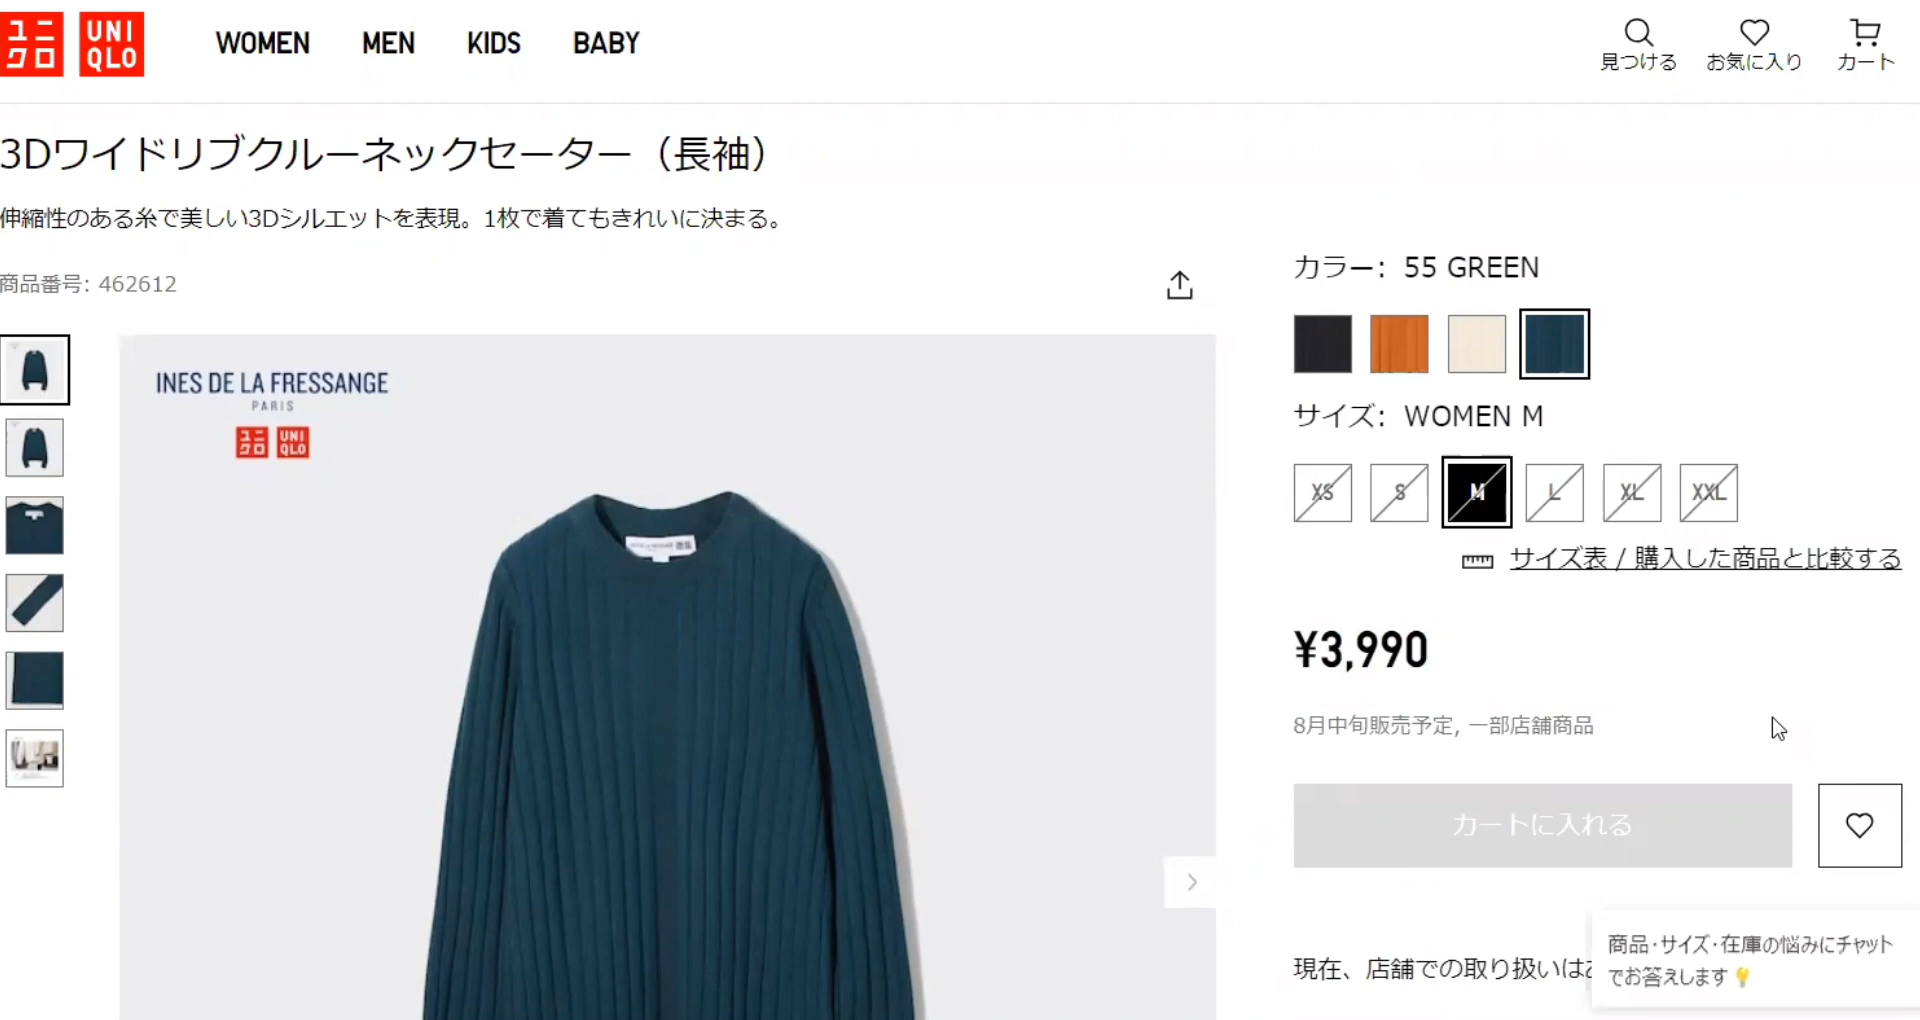 ユニ
クロ
UNI
QLO
WOMEN
MEN
KIDS
BABY
見つける
お気に入り
カート
3Dワイドリブクルーネックセーター（長袖）
伸縮性のある糸で美しい3Dシルエットを表現。1枚で着てもきれいに決まる。
商品番号: 462612
INES DE LA FRESSANGE
PARIS
ユニ
クロ
UNI
QLO
カラー: 55 GREEN
サイズ: WOMEN M
XS
S
M
L
XL
XXL
サイズ表 / 購入した商品と比較する
¥3,990
8月中旬販売予定, 一部店舗商品
カートに入れる
現在、店舗での取り扱いは
商品・サイズ・在庫の悩みにチャット
でお答えします